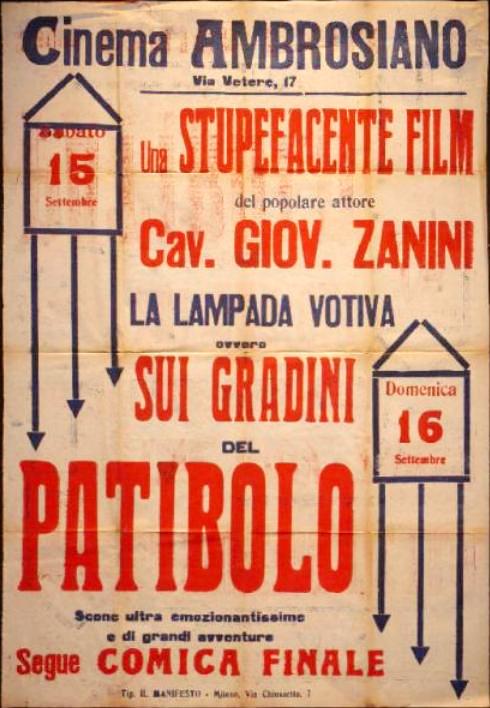 Cinema AMBROSIANO
Via Vetere, 17
Sabato
15
Settembre
Una STUPEFACENTE FILM
del popolare attore
Cav. GIOV. ZANINI
LA LAMPADA VOTIVA
ovvero
SUI GRADINI
DEL
PATIBOLO
Domenica
16
Settembre
Scene ultra emozionantissime
e di grandi avventure
Segue COMICA FINALE
Tip. IL MANIFESTO - Milano, Via Chiusetta, 7